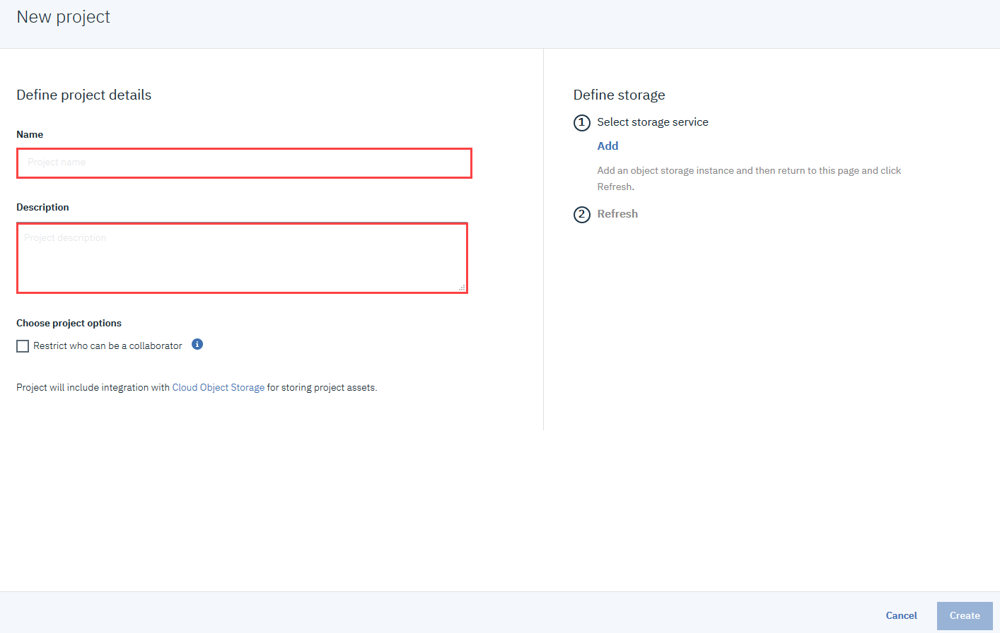 New project
Define project details
Name
Project name
Description
Project description
Choose project options
Restrict who can be a collaborator
Project will include integration with Cloud Object Storage for storing project assets.
Define storage
1 Select storage service
Add
Add an object storage instance and then return to this page and click
Refresh.
2 Refresh
Cancel
Create